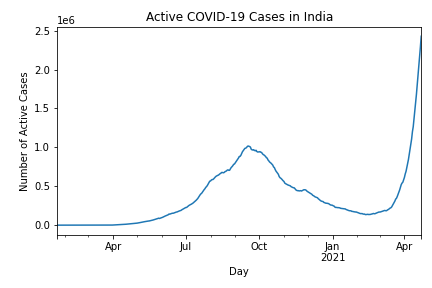 Active COVID-19 Cases in India
1e6
2.5
2.0
1.5
1.0
0.5
0.0
Number of Active Cases
Apr Jul Oct Jan Apr
2021
Day